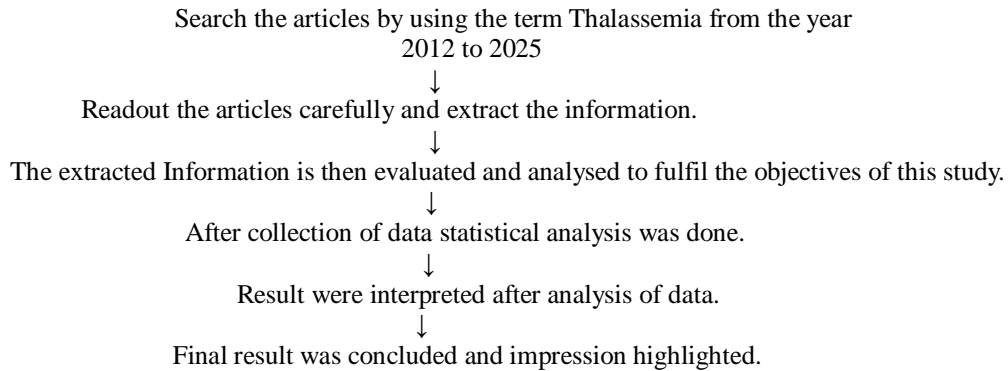 Search the articles by using the term Thalassemia from the year
2012 to 2025
↓
Readout the articles carefully and extract the information.
↓
The extracted Information is then evaluated and analysed to fulfil the objectives of this study.
↓
After collection of data statistical analysis was done.
↓
Result were interpreted after analysis of data.
↓
Final result was concluded and impression highlighted.